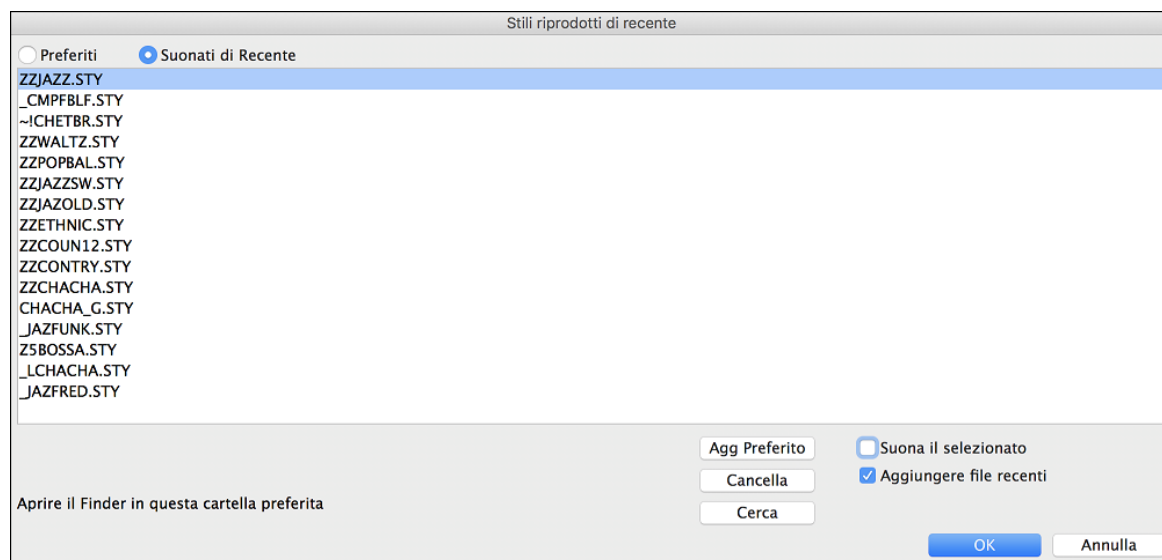 Stili riprodotti di recente
Preferiti Suonati di Recente
ZZJAZZ.STY
_CMPFBLF.STY
~!CHETBR.STY
ZZWALTZ.STY
ZZPOPBAL.STY
ZZJAZZSW.STY
ZZJAZOLD.STY
ZZETHNIC.STY
ZZCOUN12.STY
ZZCONTRY.STY
ZZCHACHA.STY
CHACHA_G.STY
_JAZFUNK.STY
Z5BOSSA.STY
_LCHACHA.STY
_JAZFRED.STY
Agg Preferito Suona il selezionato
Cancella Aggiungere file recenti
Aprire il Finder in questa cartella preferita
Cerca
OK Annulla